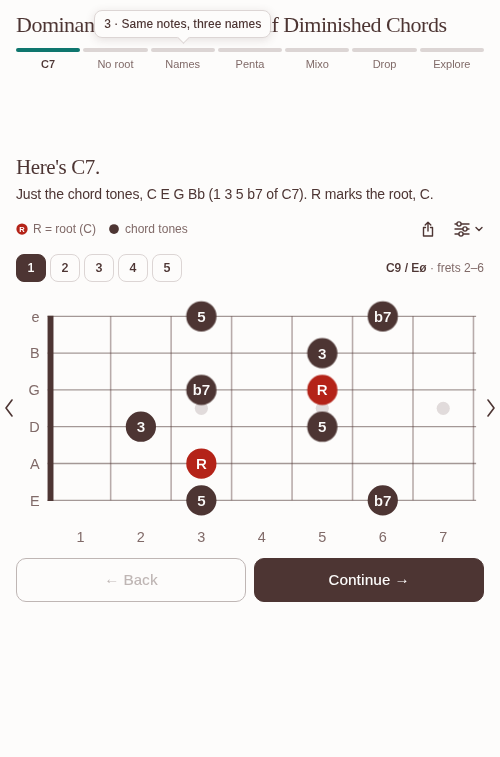 Dominan
3 · Same notes, three names
f Diminished Chords
C7
No root
Names
Penta
Mixo
Drop
Explore
Here's C7.
Just the chord tones, C E G Bb (1 3 5 b7 of C7). R marks the root, C.
R R = root (C) chord tones
1 2 3 4 5
C9 / Eø · frets 2–6
e 5 b7
B 3
G b7 R
D 3 5
A R
E 5 b7
1 2 3 4 5 6 7
← Back
Continue →